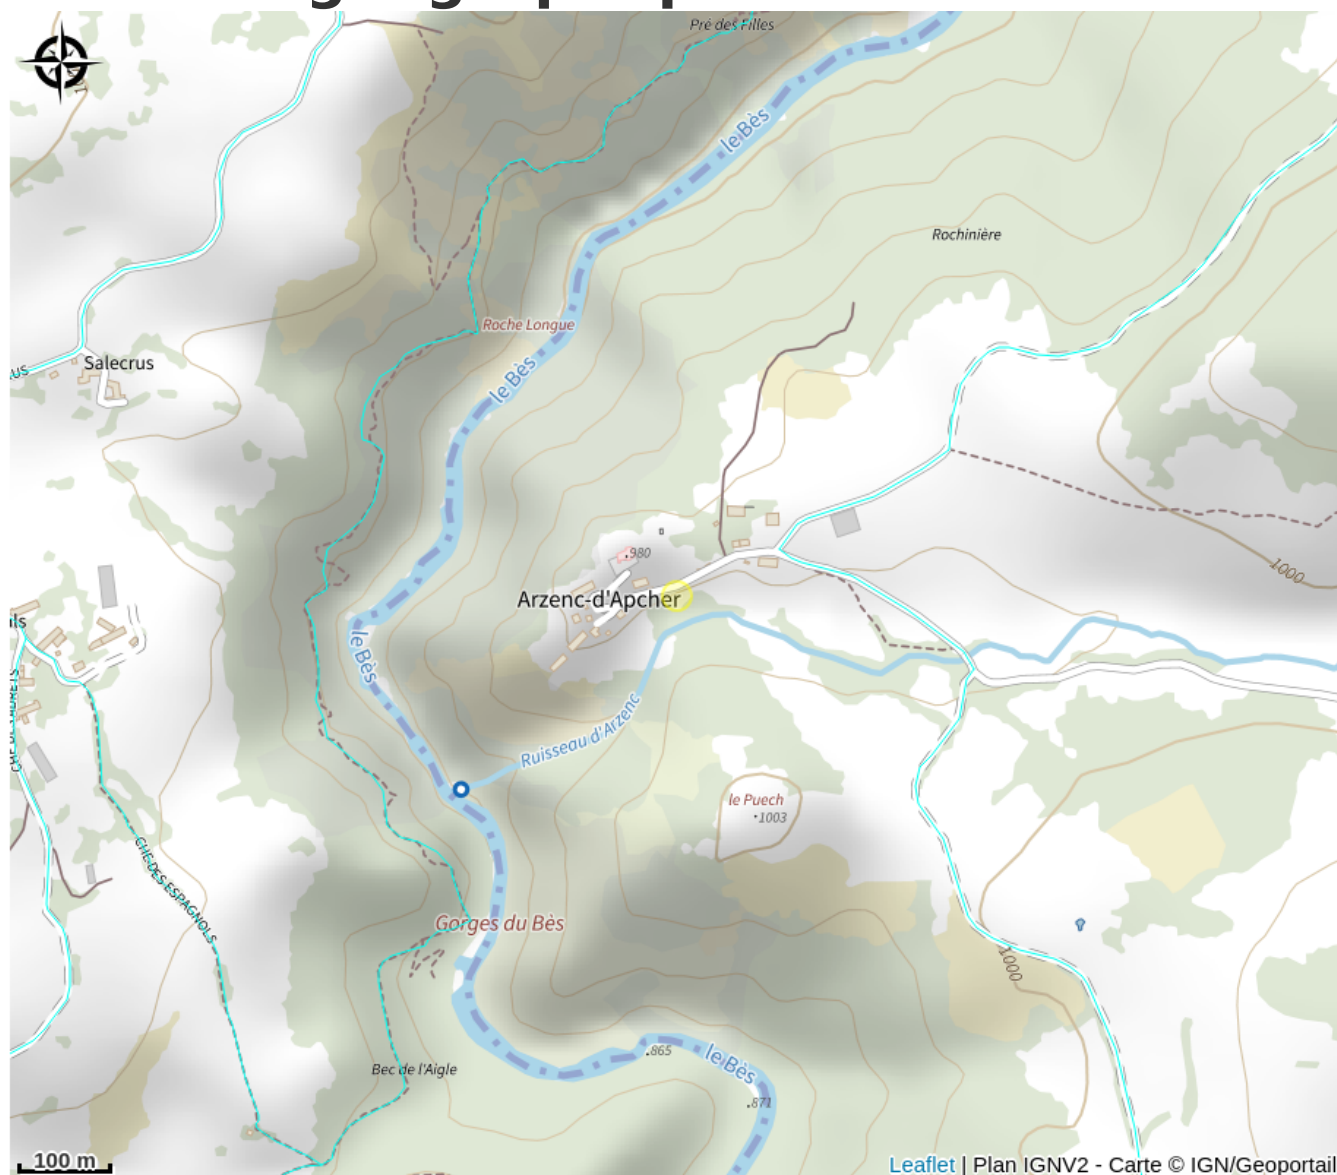 Pré des Filles
le Bès
Rochinière
Roche Longue
Salecrus
le Bès
.980
1000
Arzenc-d'Apcher
le Bès
Ruisseau d'Arzenc
le Puech
1003
CHE DES ESPAGNOLS
Gorges du Bès
1000
.865
le Bès
Bec de l'Aigle
.871
100 m
Leaflet | Plan IGNV2 - Carte © IGN/Geoportail